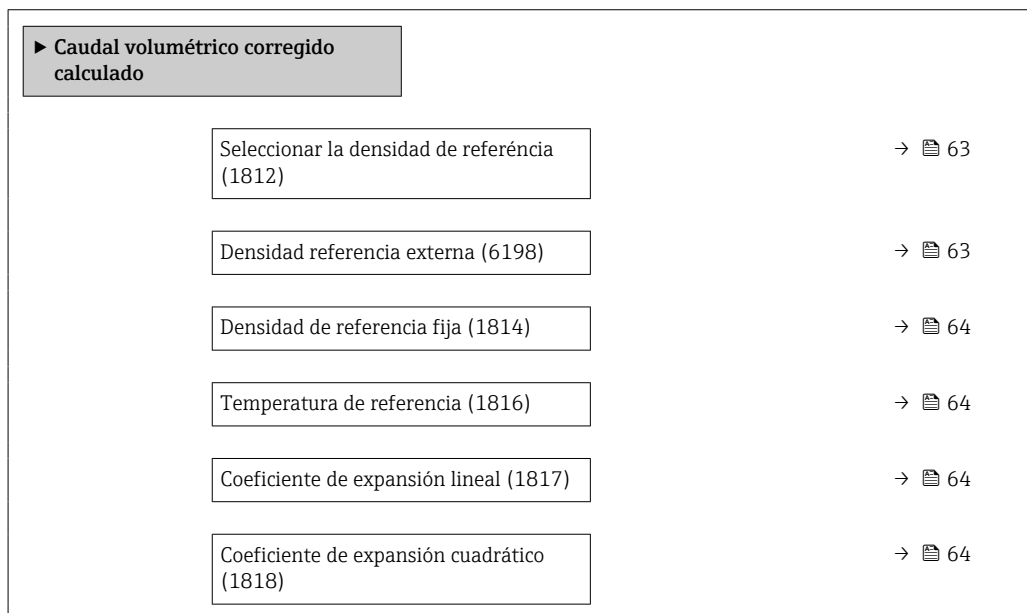 ▶ Caudal volumétrico corregido
calculado
Seleccionar la densidad de referéncia
(1812)
→ 63
Densidad referencia externa (6198)
→ 63
Densidad de referencia fija (1814)
→ 64
Temperatura de referencia (1816)
→ 64
Coeficiente de expansión lineal (1817)
→ 64
Coeficiente de expansión cuadrático
(1818)
→ 64